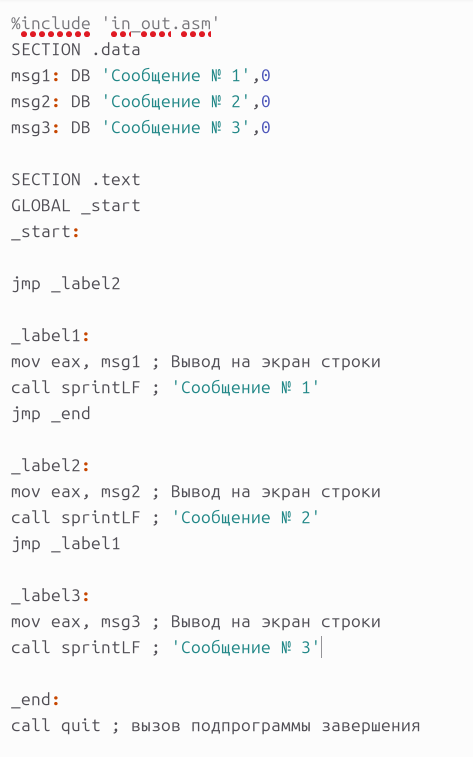 %include 'in_out.asm'
SECTION .data
msg1: DB 'Сообщение № 1',0
msg2: DB 'Сообщение № 2',0
msg3: DB 'Сообщение № 3',0
SECTION .text
GLOBAL _start
_start:
jmp _label2
_label1:
mov eax, msg1 ; Вывод на экран строки
call sprintLF ; 'Сообщение № 1'
jmp _end
_label2:
mov eax, msg2 ; Вывод на экран строки
call sprintLF ; 'Сообщение № 2'
jmp _label1
_label3:
mov eax, msg3 ; Вывод на экран строки
call sprintLF ; 'Сообщение № 3'
_end:
call quit ; вызов подпрограммы завершения